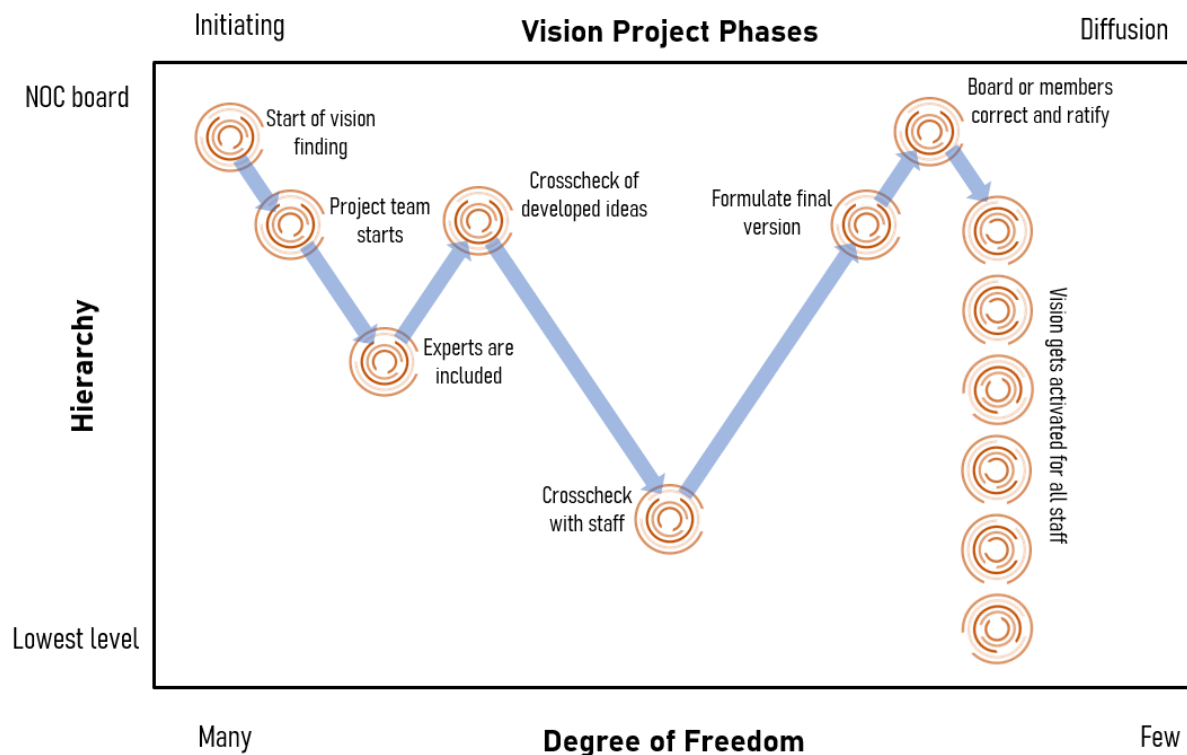 Initiating
Vision Project Phases
Diffusion
NOC board
Start of vision
finding
Project team
starts
Experts are
included
Crosscheck of
developed ideas
Crosscheck
with staff
Formulate final
version
Board or members
correct and ratify
Vision gets activated for all staff
Hierarchy
Lowest level
Many
Degree of Freedom
Few